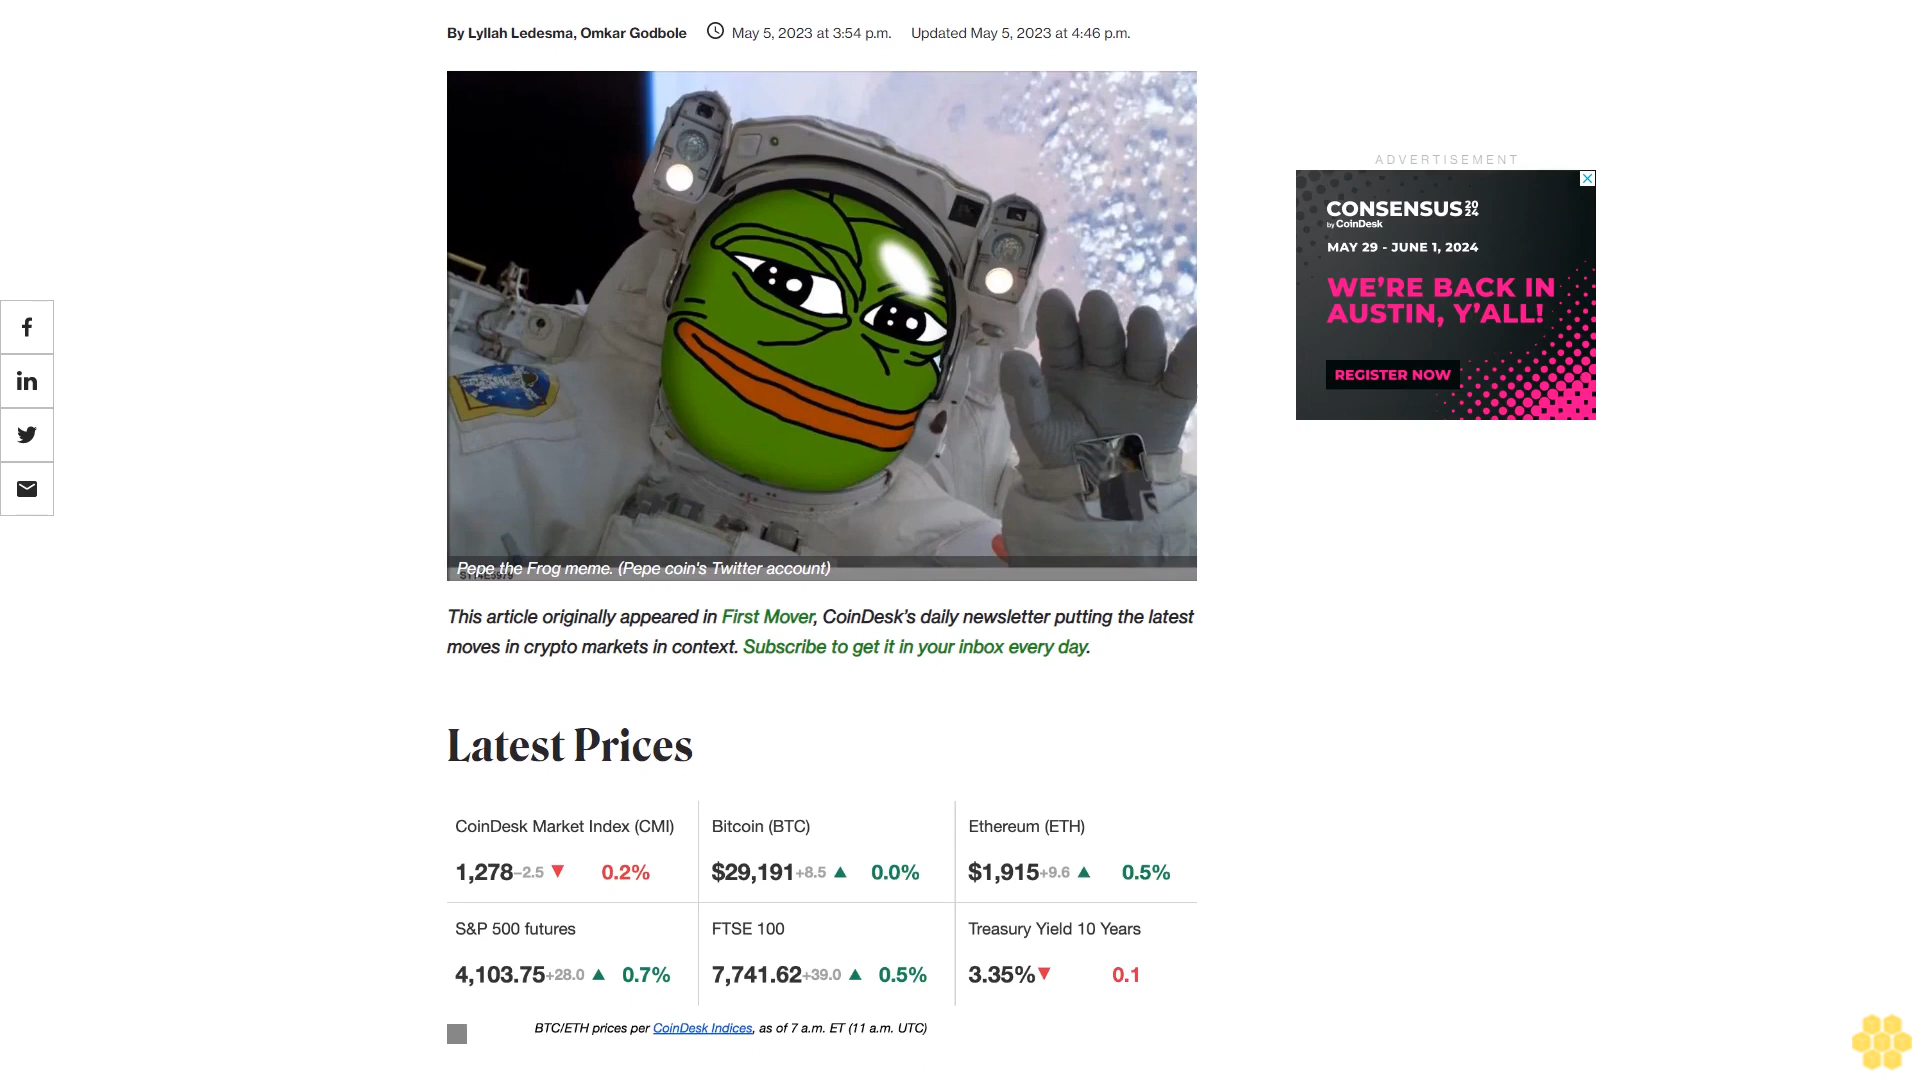 By Lyllah Ledesma, Omkar Godbole May 5, 2023 at 3:54 p.m. Updated May 5, 2023 at 4:46 p.m.
ADVERTISEMENT
CONSENSUS 2024
by CoinDesk
MAY 29 - JUNE 1, 2024
WE'RE BACK IN
AUSTIN, Y'ALL!
REGISTER NOW
Pepe the Frog meme. (Pepe coin's Twitter account)
S114E5979
This article originally appeared in First Mover, CoinDesk's daily newsletter putting the latest
moves in crypto markets in context. Subscribe to get it in your inbox every day.
Latest Prices
CoinDesk Market Index (CMI) Bitcoin (BTC) Ethereum (ETH)
1,278 −2.5 ▼ 0.2% $29,191 +8.5 ▲ 0.0% $1,915 +9.6 ▲ 0.5%
S&P 500 futures FTSE 100 Treasury Yield 10 Years
4,103.75 +28.0 ▲ 0.7% 7,741.62 +39.0 ▲ 0.5% 3.35% ▼ 0.1
BTC/ETH prices per CoinDesk Indices, as of 7 a.m. ET (11 a.m. UTC)